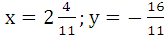 x = 2 4/11; y = − 16/11